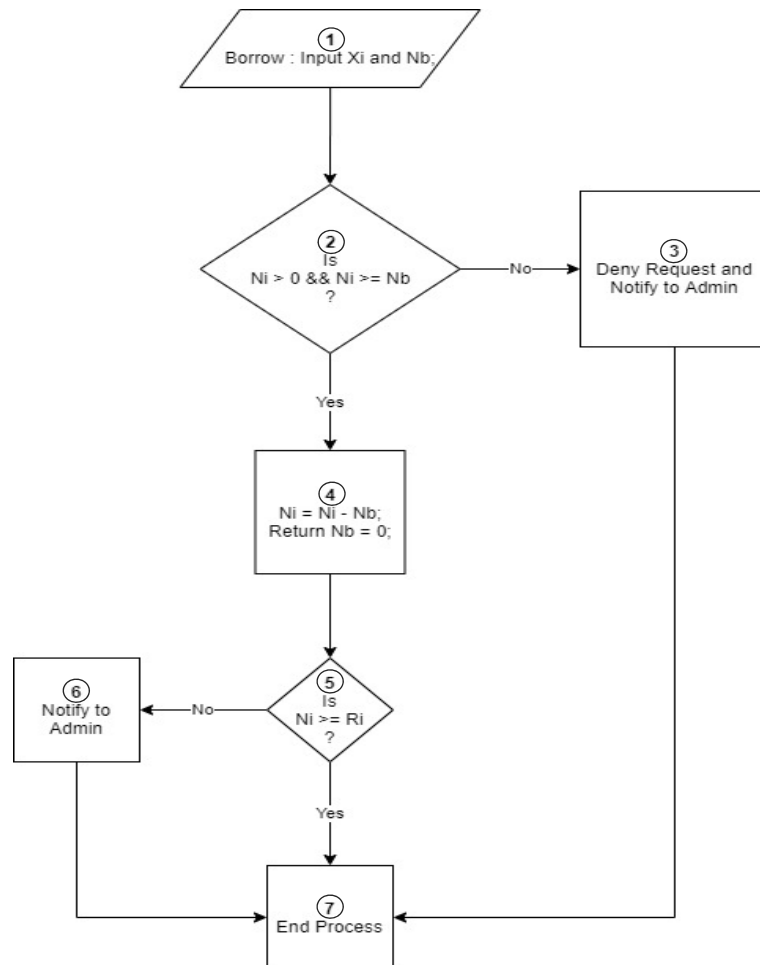 1
Borrow : Input Xi and Nb;
2
Is
Ni > 0 && Ni >= Nb
?
No
3
Deny Request and
Notify to Admin
Yes
4
Ni = Ni - Nb;
Return Nb = 0;
5
Is
Ni >= Ri
?
No
6
Notify to
Admin
Yes
7
End Process